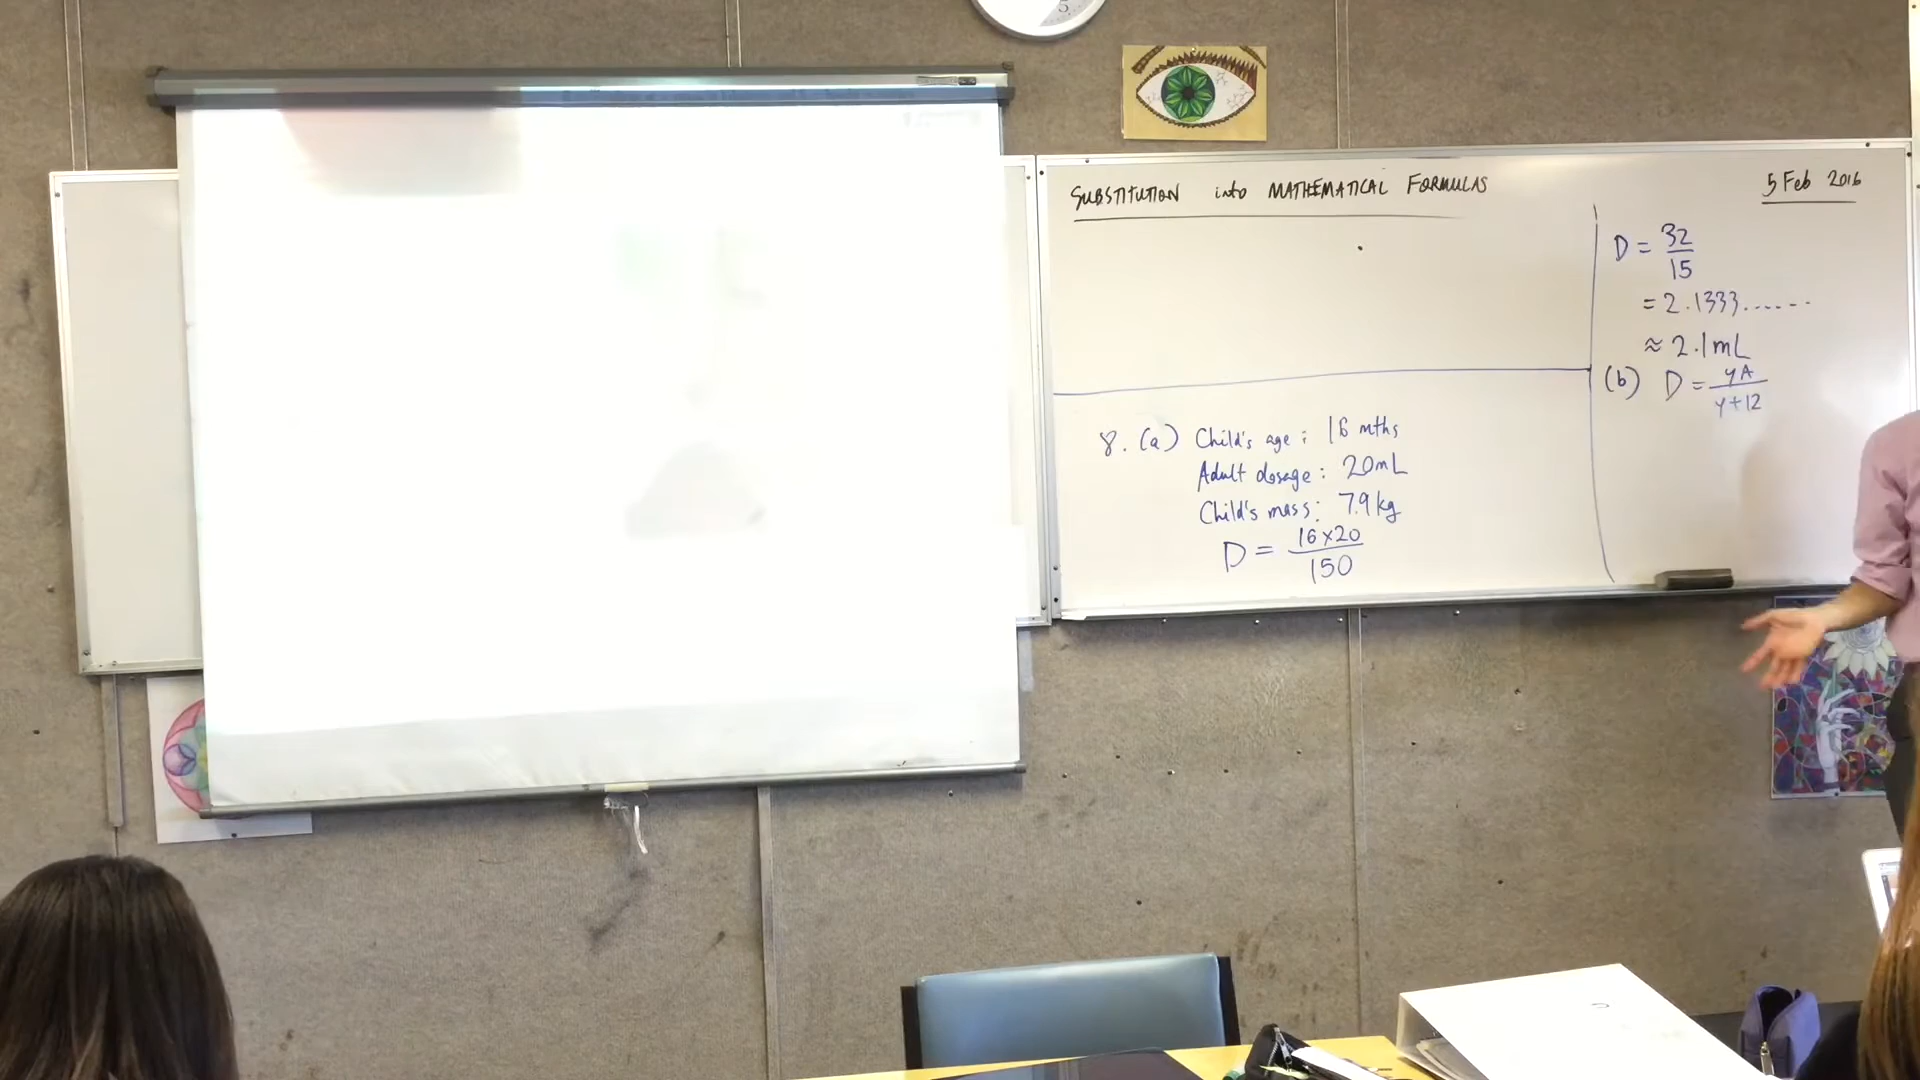 SUBSTITUTION into MATHEMATICAL FORMULAS
5 Feb 2016
8. (a) Child's age : 16 mths
Adult dosage : 20mL
Child's mass : 7.9kg
D = 16×20 / 150
D = 32 / 15
= 2.1333......
≈ 2.1mL
(b) D = yA / y+12
5